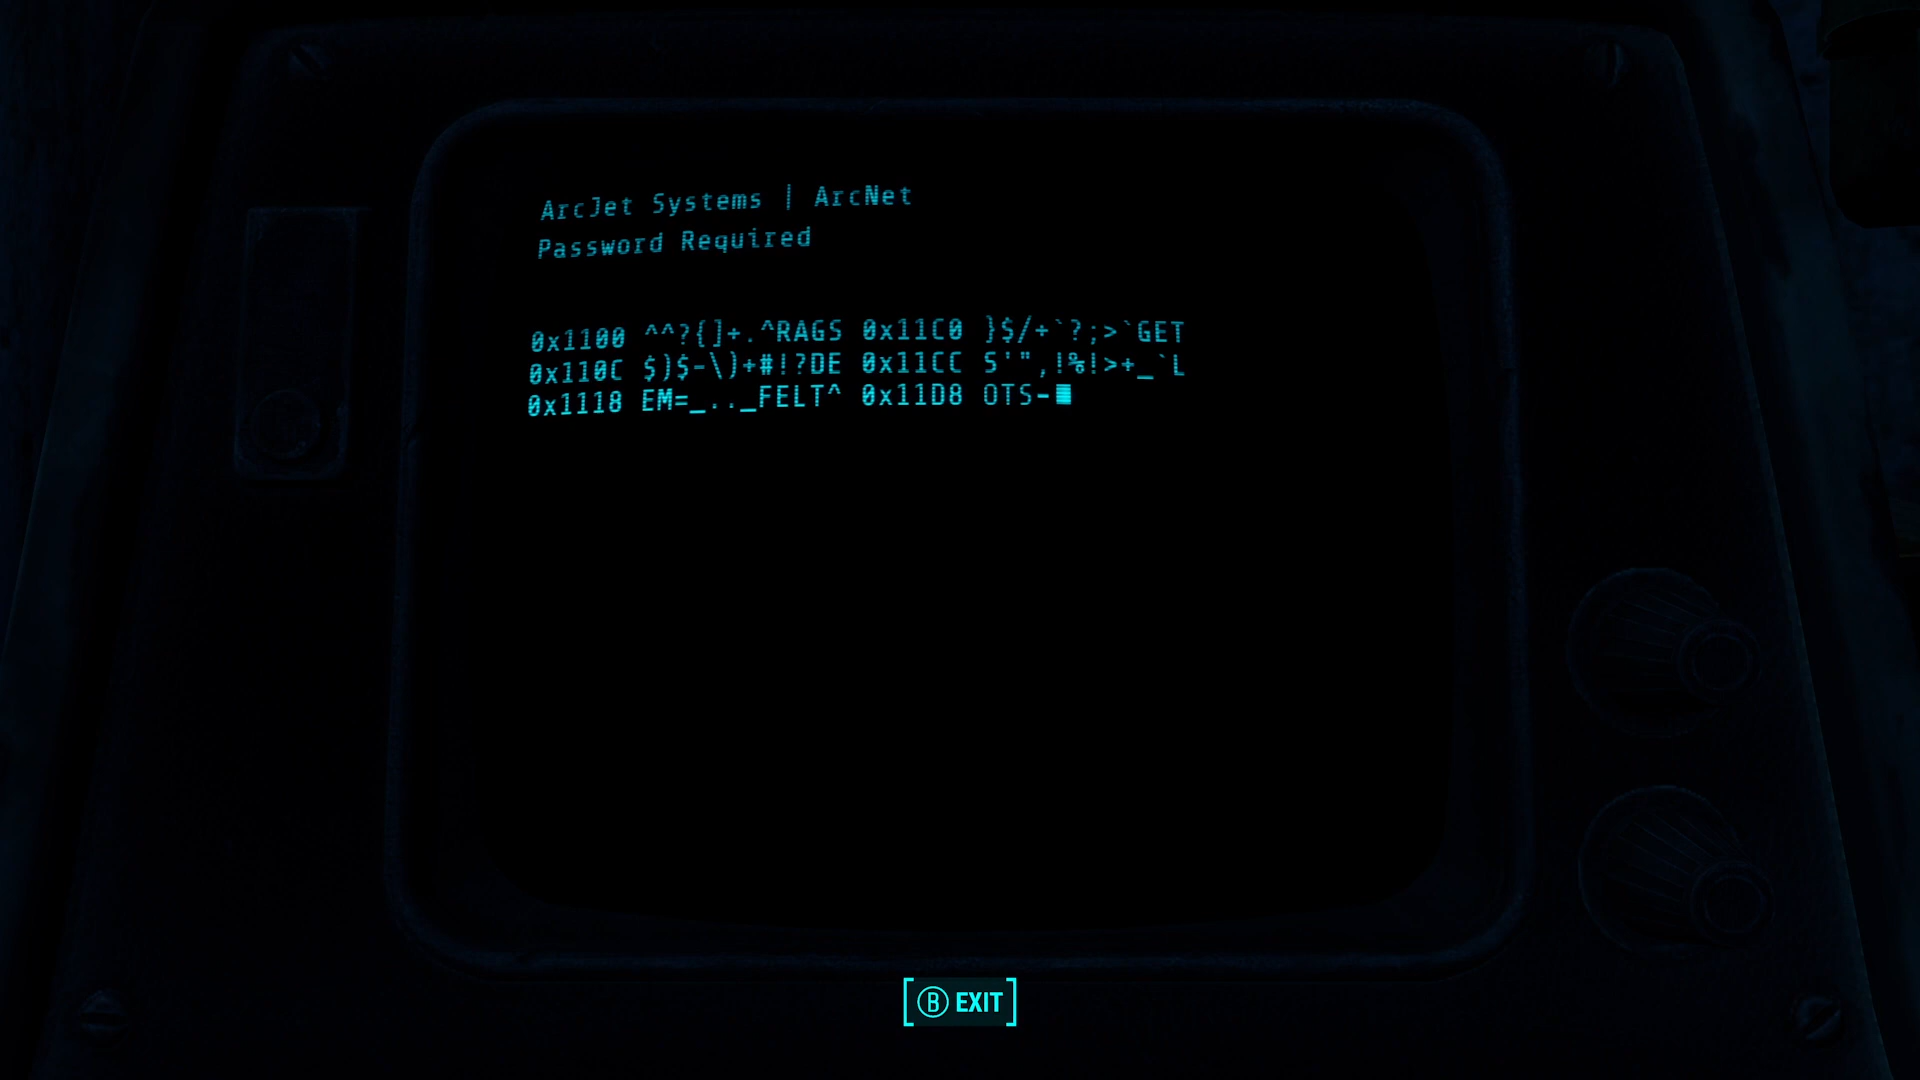 ArcJet Systems | ArcNet
Password Required
0x1100 ^^?{]+.^RAGS 0x11C0 }$/+`?;>`GET
0x110C $)$-\)+#!?DE 0x11CC S'",!%!>+_`L
0x1118 EM=_.._FELT^ 0x11D8 OTS-
Ⓑ EXIT